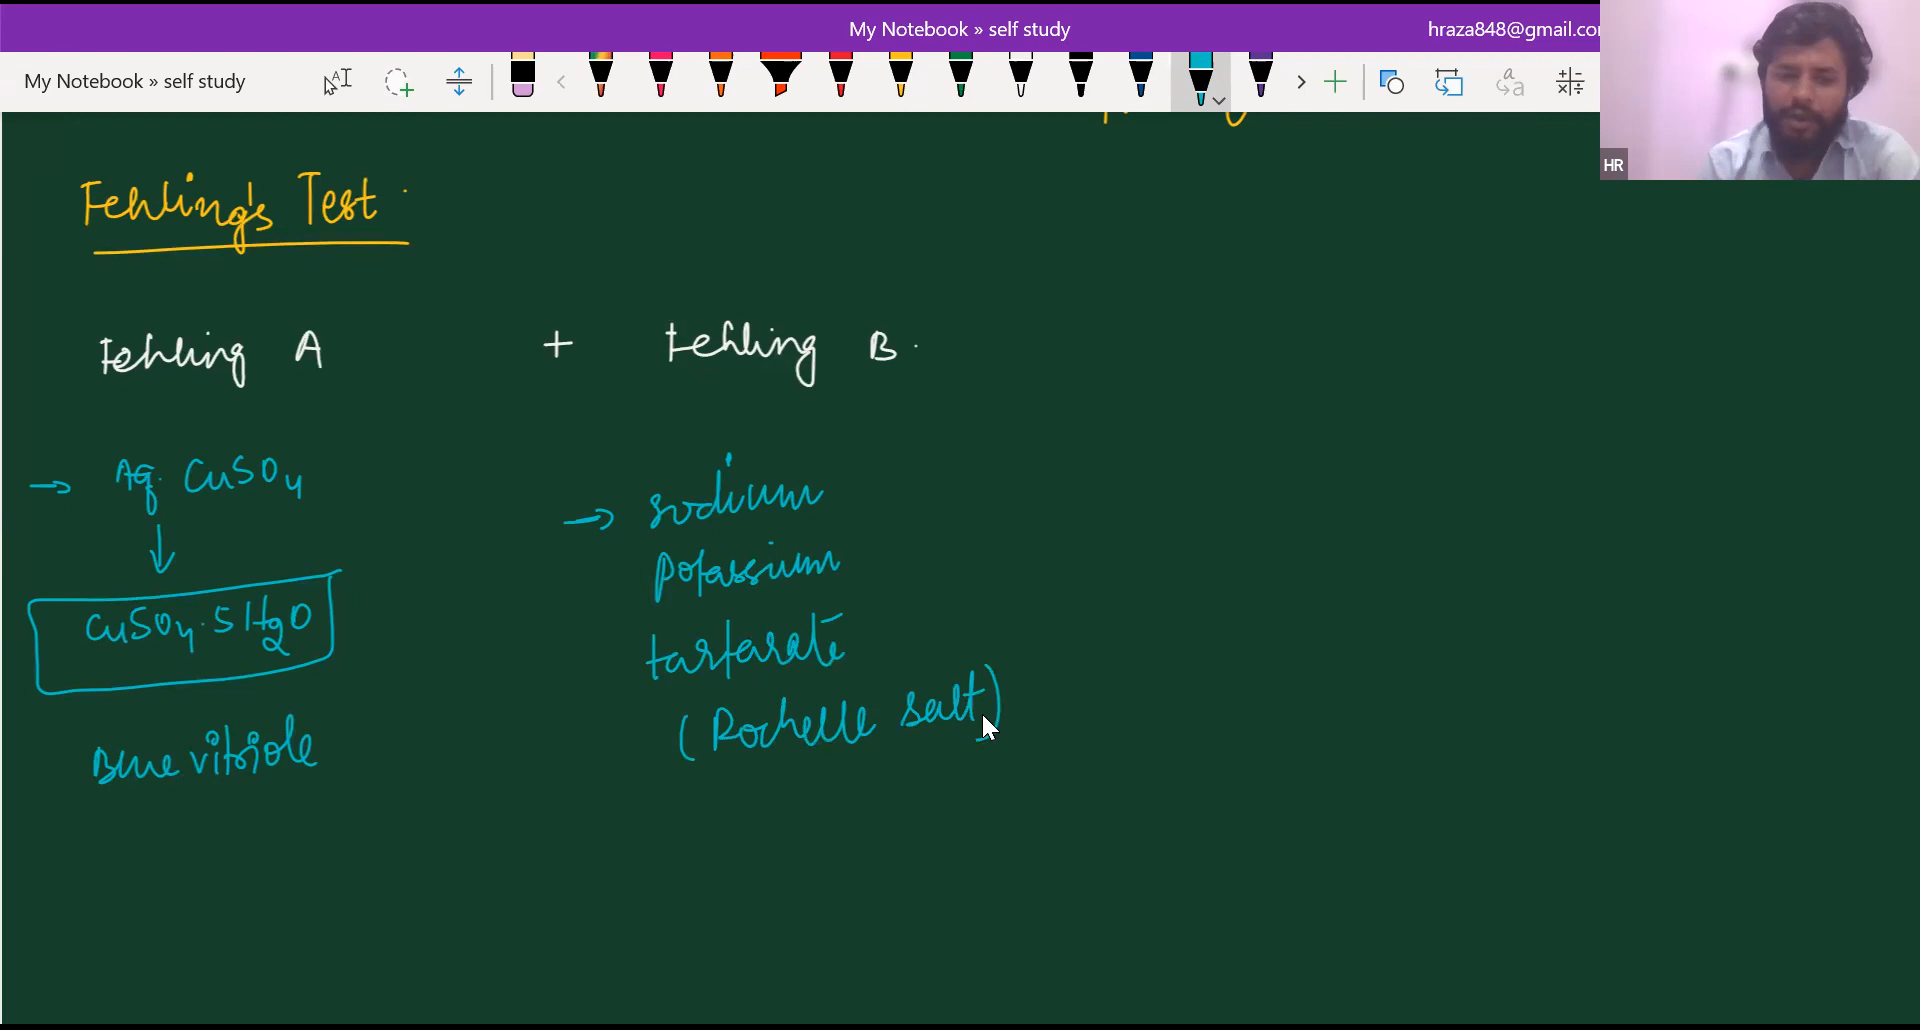 My Notebook » self study
hraza848@gmail.co
My Notebook » self study
HR
Fehling's Test.
Fehling A + Fehling B.
→ Aq. CuSO4
↓
CuSO4.5H2O
Blue vitriole
→ sodium
potassium
tartarate
(Rochelle salt)